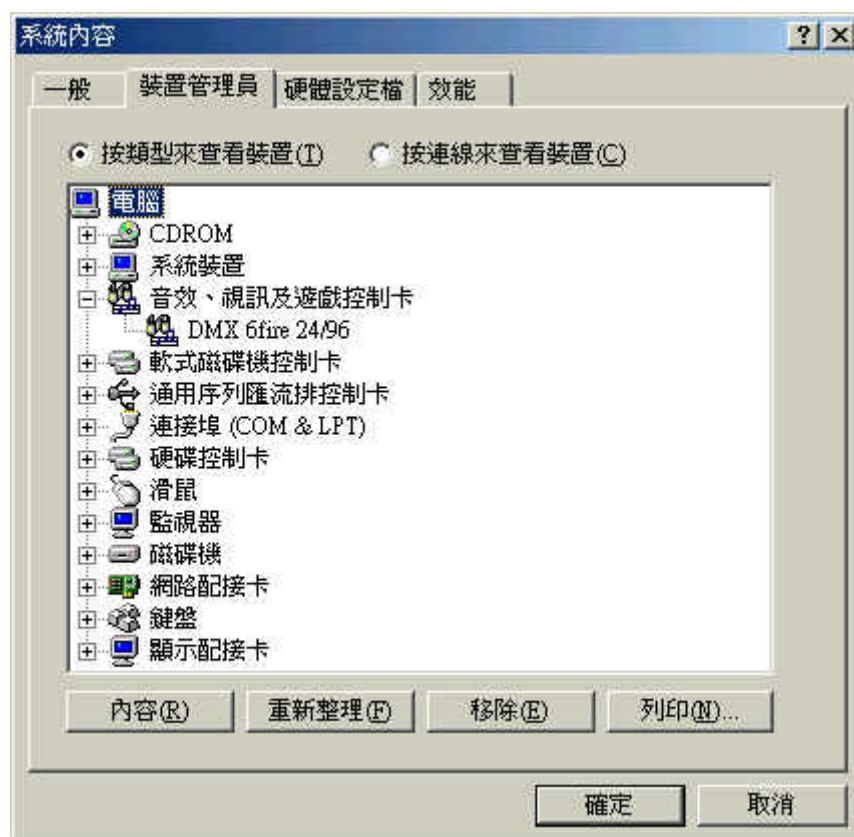 系統內容
一般 裝置管理員 硬體設定檔 效能
按類型來查看裝置(T) 按連線來查看裝置(C)
電腦
CDROM
系統裝置
音效、視訊及遊戲控制卡
DMX 6fire 24/96
軟式磁碟機控制卡
通用序列匯流排控制卡
連接埠 (COM & LPT)
硬碟控制卡
滑鼠
監視器
磁碟機
網路配接卡
鍵盤
顯示配接卡
內容(R) 重新整理(F) 移除(E) 列印(N)...
確定 取消